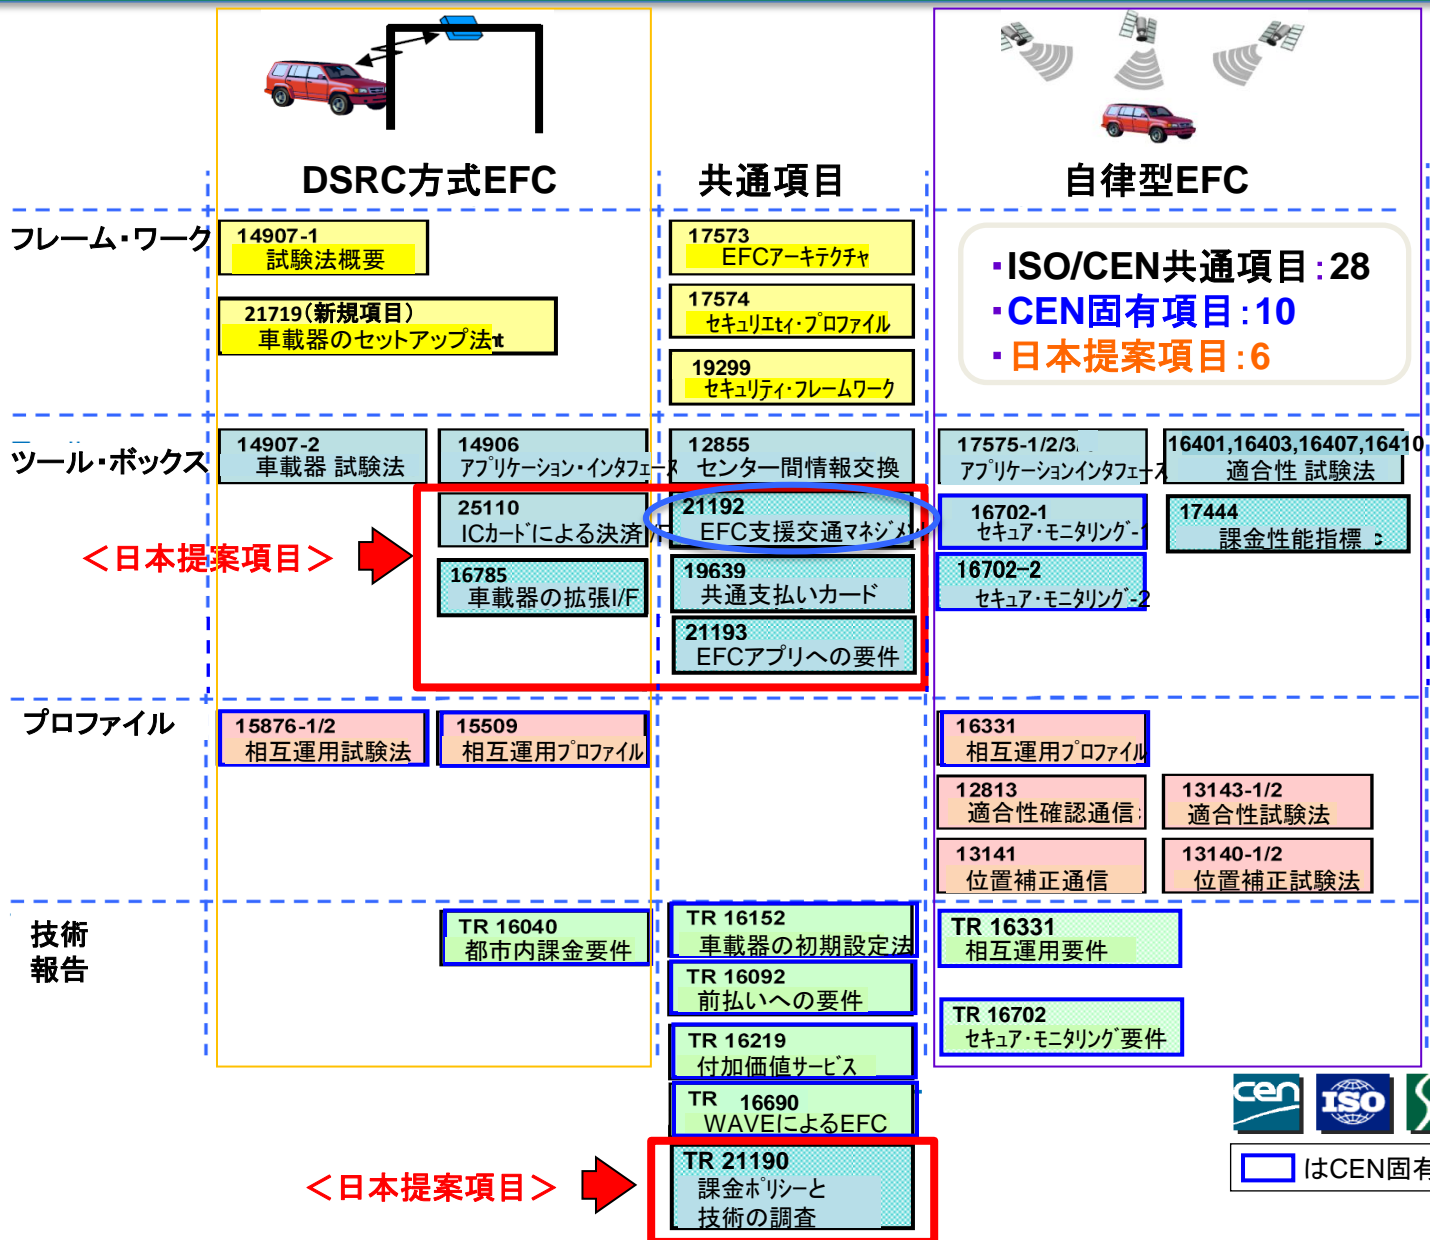 DSRC方式EFC
共通項目
自律型EFC
フレーム・ワーク
14907-1
試験法概要
21719(新規項目)
車載器のセットアップ法
17573
EFCアーキテクチャ
17574
セキュリエtィ・プロファイル
19299
セキュリティ・フレームワーク
・ISO/CEN共通項目:28
・CEN固有項目:10
・日本提案項目:6
ツール・ボックス
14907-2
車載器 試験法
14906
アプリケーション・インタフェース
12855
センター間情報交換
17575-1/2/3
アプリケーションインタフェース
16401,16403,16407,16410
適合性 試験法
<日本提案項目>
25110
ICカードによる決済I/F
21192
EFC支援交通マネジメン
16702-1
セキュア・モニタリング-1
17444
課金性能指標
16785
車載器の拡張I/F
19639
共通支払いカード
16702-2
セキュア・モニタリング-2
21193
EFCアプリへの要件
プロファイル
15876-1/2
相互運用試験法
15509
相互運用プロファイル
16331
相互運用プロファイル
12813
適合性確認通信
13143-1/2
適合性試験法
13141
位置補正通信
13140-1/2
位置補正試験法
技術
報告
TR 16040
都市内課金要件
TR 16152
車載器の初期設定法
TR 16331
相互運用要件
TR 16092
前払いへの要件
TR 16702
セキュア・モニタリング要件
TR 16219
付加価値サービス
TR 16690
WAVEによるEFC
<日本提案項目>
TR 21190
課金ポリシーと
技術の調査
cen
ISO
はCEN固有